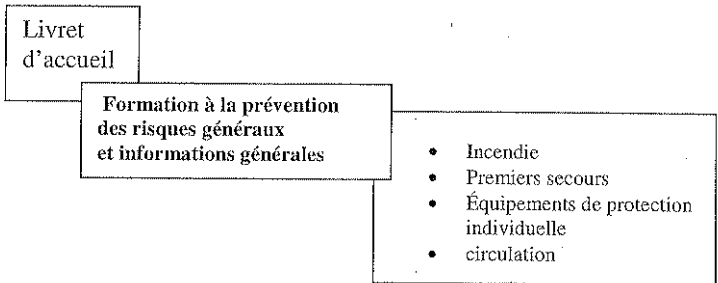 Livret
d'accueil
Formation à la prévention
des risques généraux
et informations générales
• Incendie
• Premiers secours
• Équipements de protection
individuelle
• circulation